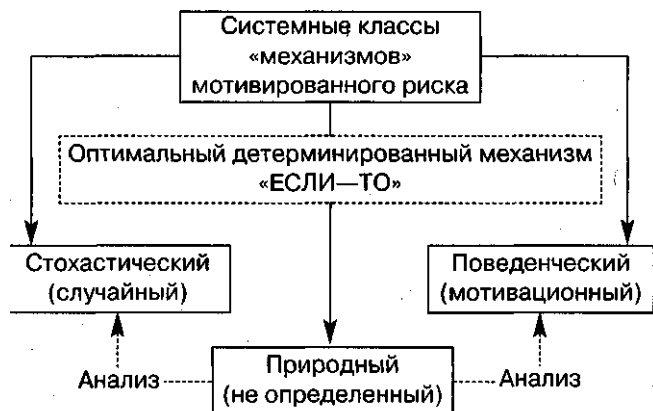 Системные классы
«механизмов»
мотивированного риска
Оптимальный детерминированный механизм
«ЕСЛИ—ТО»
Стохастический
(случайный)
Поведенческий
(мотивационный)
Природный
(не определенный)
Анализ
Анализ